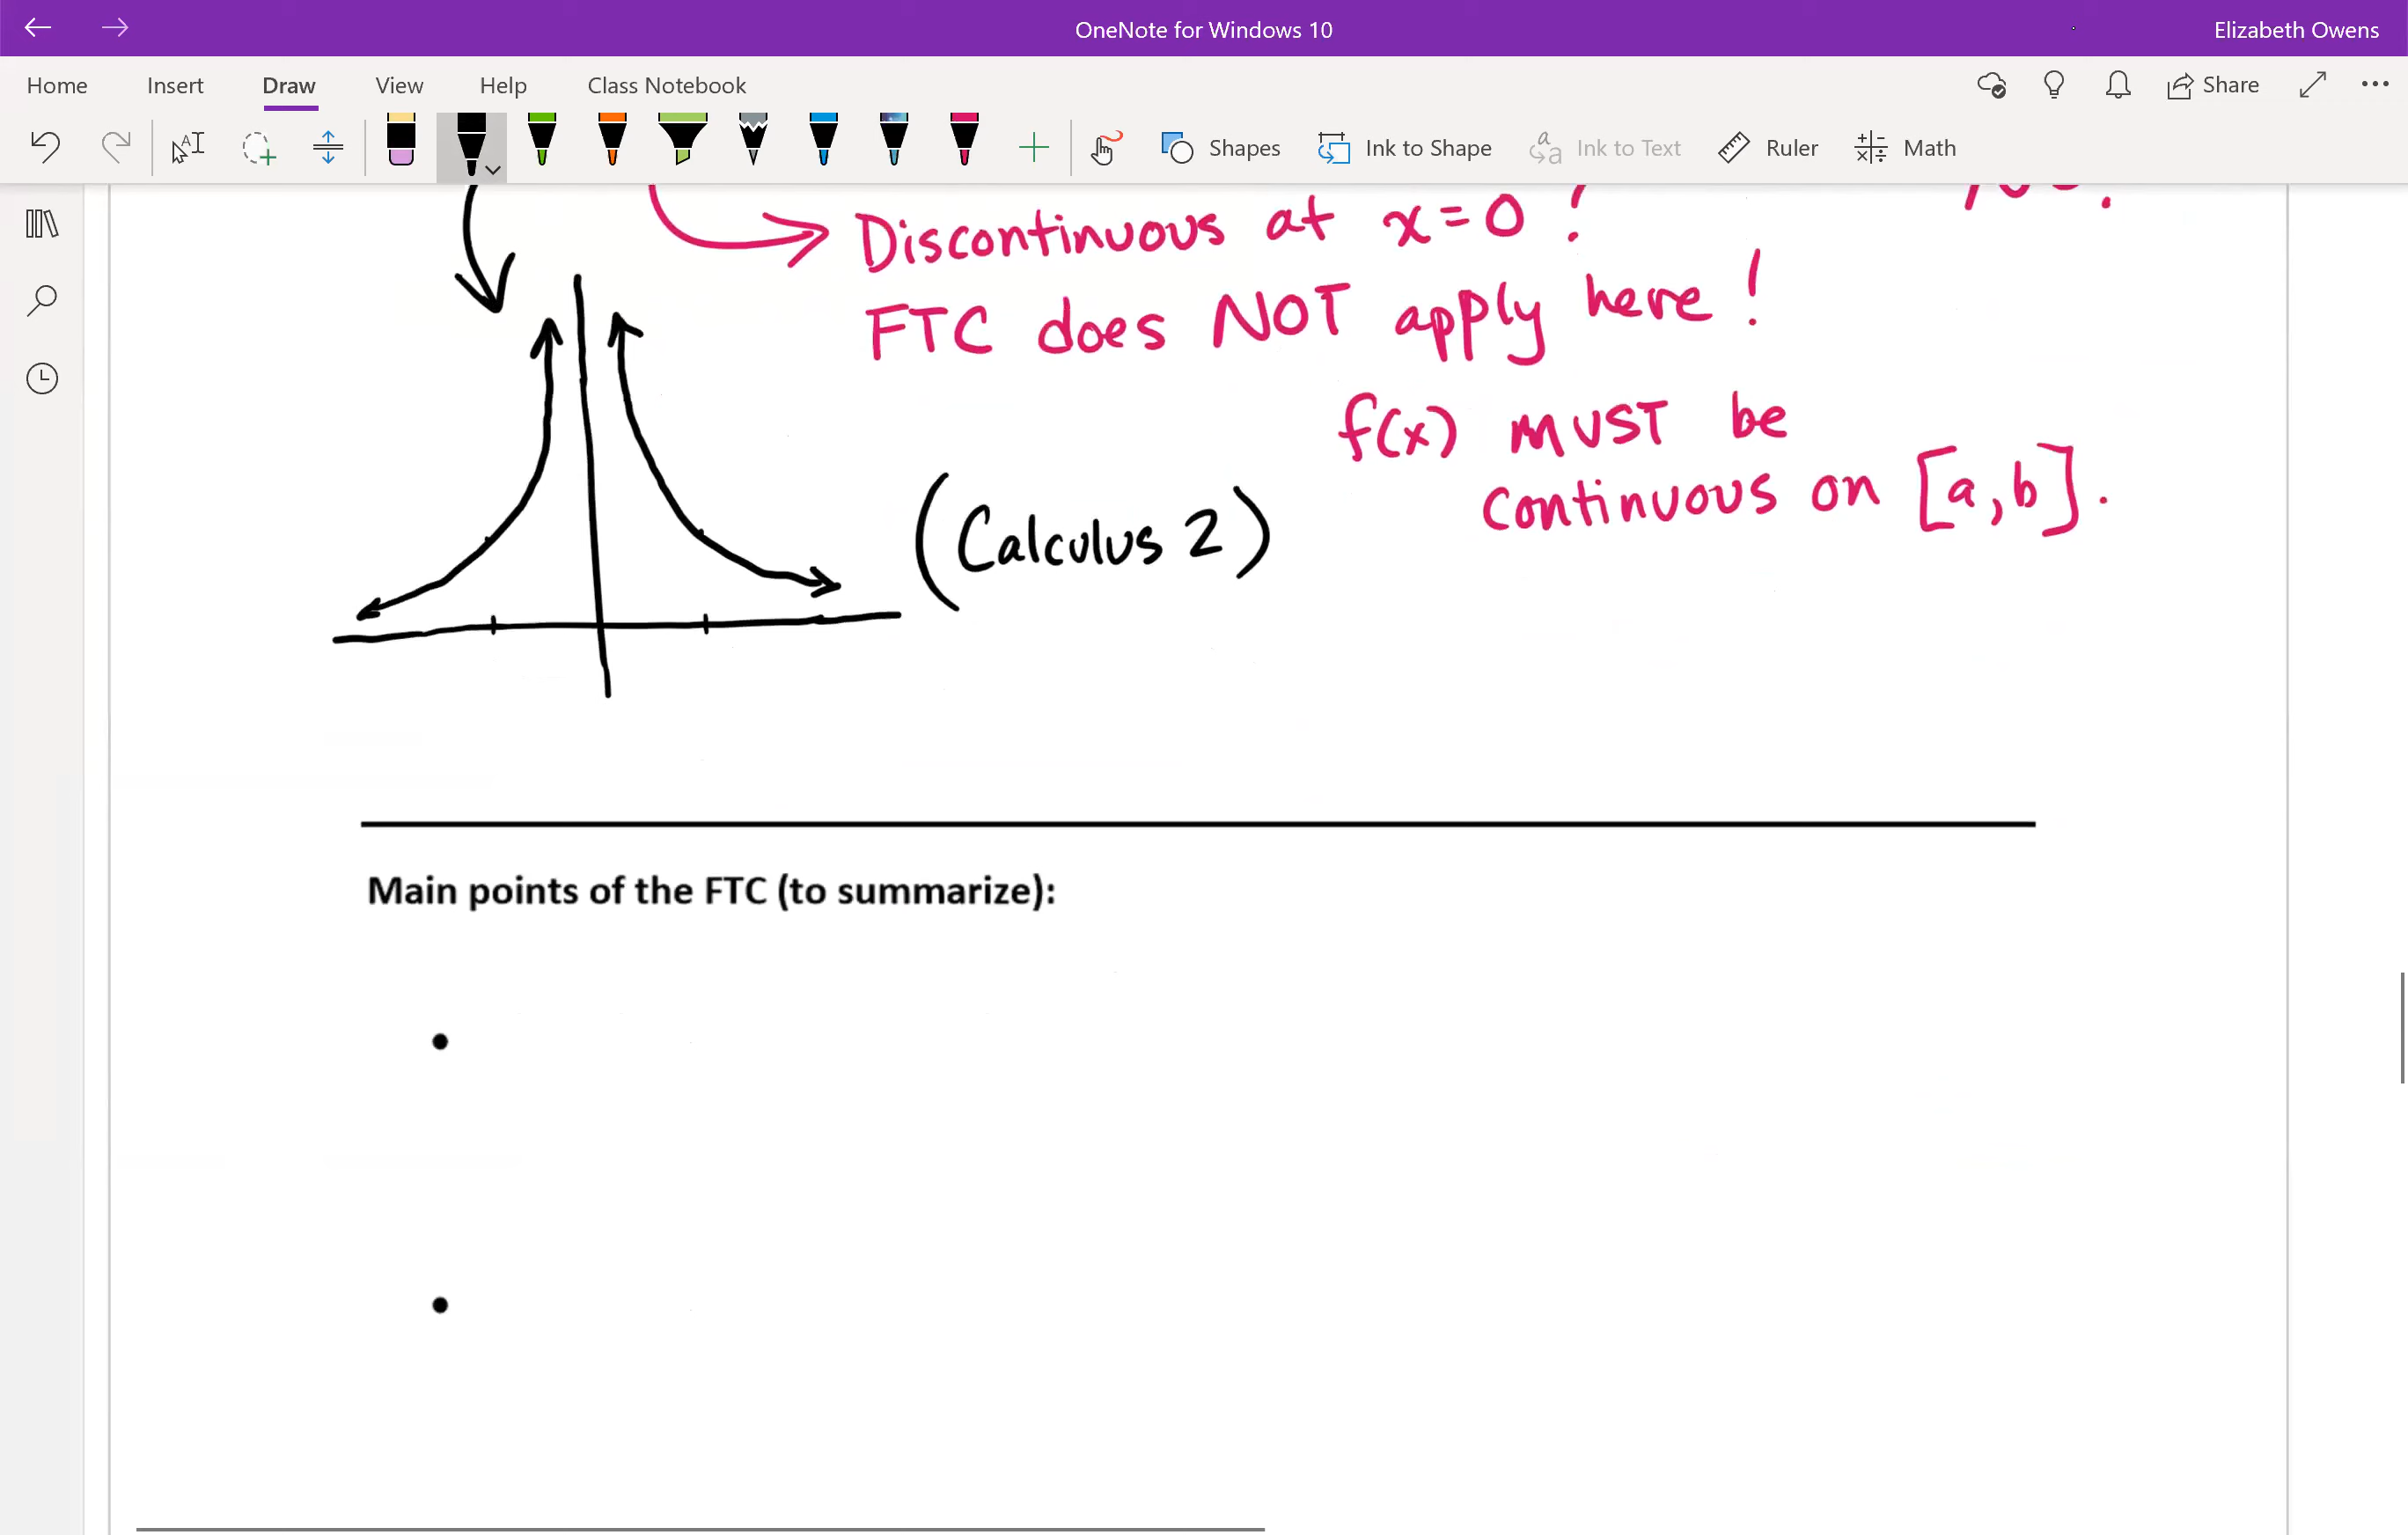 OneNote for Windows 10
Elizabeth Owens
Home Insert Draw View Help Class Notebook
Share
Shapes Ink to Shape Ink to Text Ruler Math
Discontinuous at x=0 !
FTC does NOT apply here !
f(x) must be
continuous on [a,b].
(Calculus 2)
Main points of the FTC (to summarize):
•
•